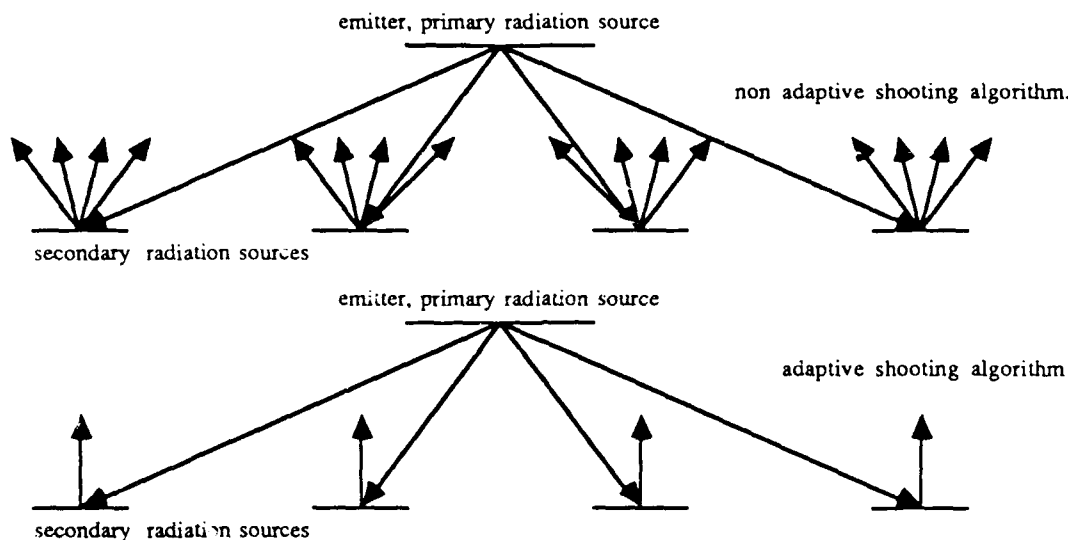 emitter, primary radiation source
non adaptive shooting algorithm.
secondary radiation sources
emitter, primary radiation source
adaptive shooting algorithm
secondary radiation sources